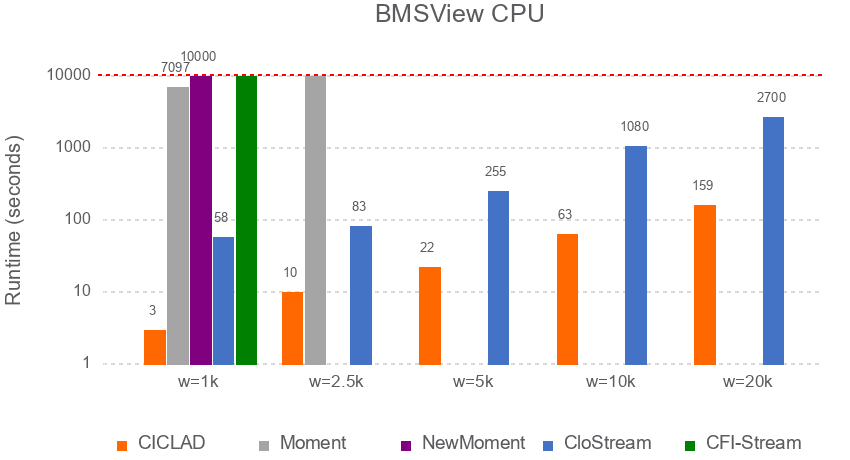 BMSView CPU
Runtime (seconds)
10000
1000
100
10
1
3
7097
10000
58
10
83
22
255
63
1080
159
2700
w=1k
w=2.5k
w=5k
w=10k
w=20k
CICLAD
Moment
NewMoment
CloStream
CFI-Stream